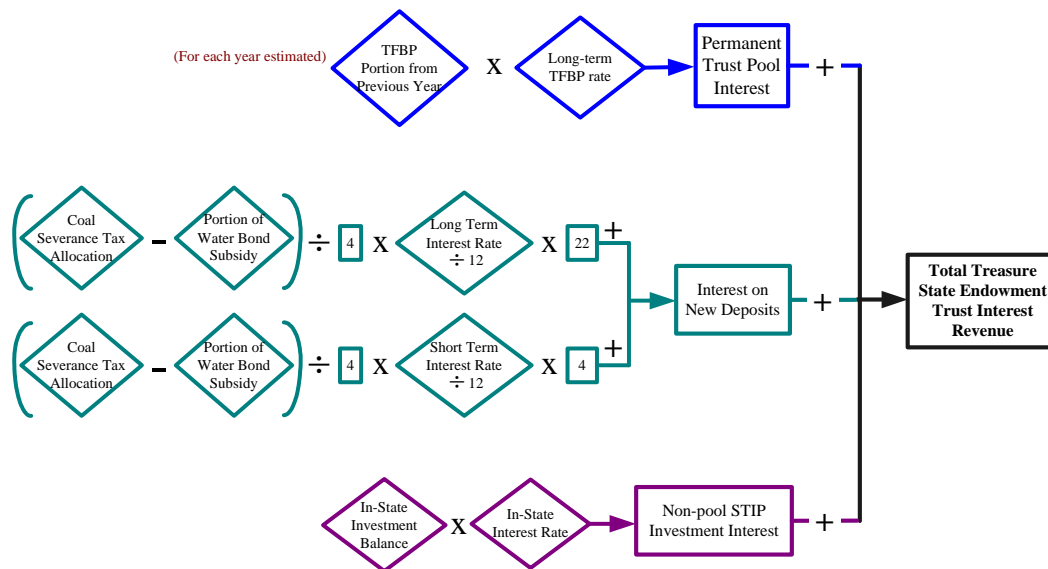 (For each year estimated)
TFBP
Portion from
Previous Year
X
Long-term
TFBP rate
Permanent
Trust Pool
Interest
+
(
Coal
Severance Tax
Allocation
-
Portion of
Water Bond
Subsidy
)
÷
4
X
Long Term
Interest Rate
÷ 12
X
22
+
(
Coal
Severance Tax
Allocation
-
Portion of
Water Bond
Subsidy
)
÷
4
X
Short Term
Interest Rate
÷ 12
X
4
+
Interest on
New Deposits
+
Total Treasure
State Endowment
Trust Interest
Revenue
In-State
Investment
Balance
X
In-State
Interest Rate
Non-pool STIP
Investment Interest
+